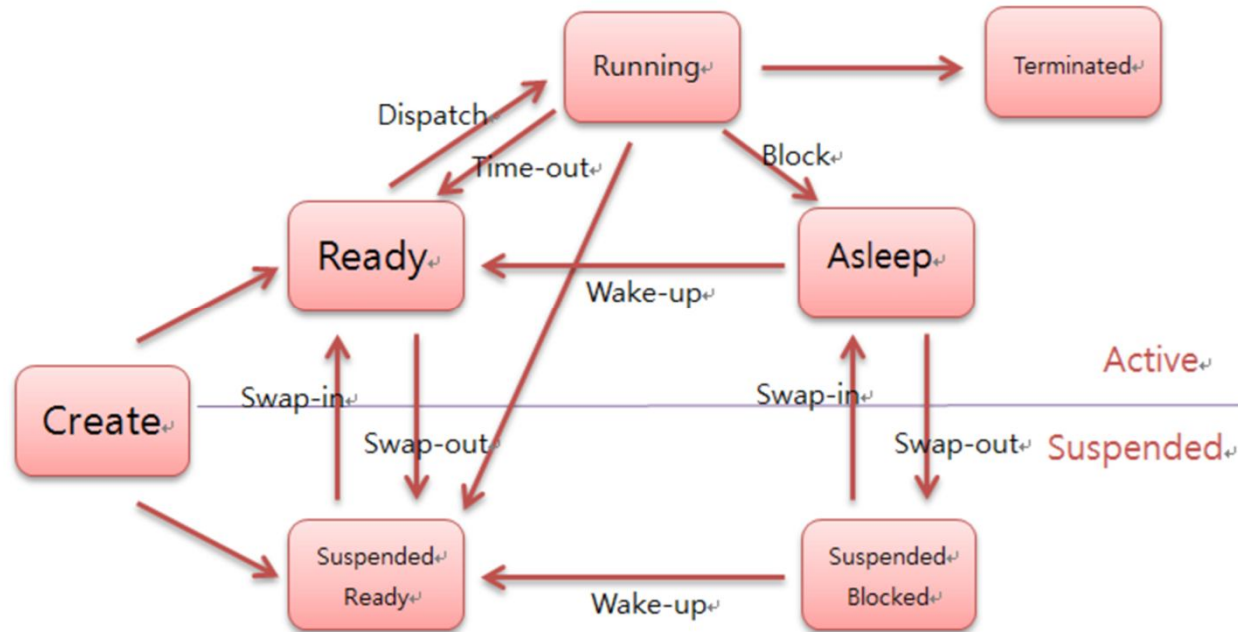 Running
Terminated
Dispatch
Time-out
Block
Ready
Asleep
Wake-up
Active
Create
Swap-in
Swap-in
Swap-out
Swap-out
Suspended
Suspended
Ready
Suspended
Blocked
Wake-up